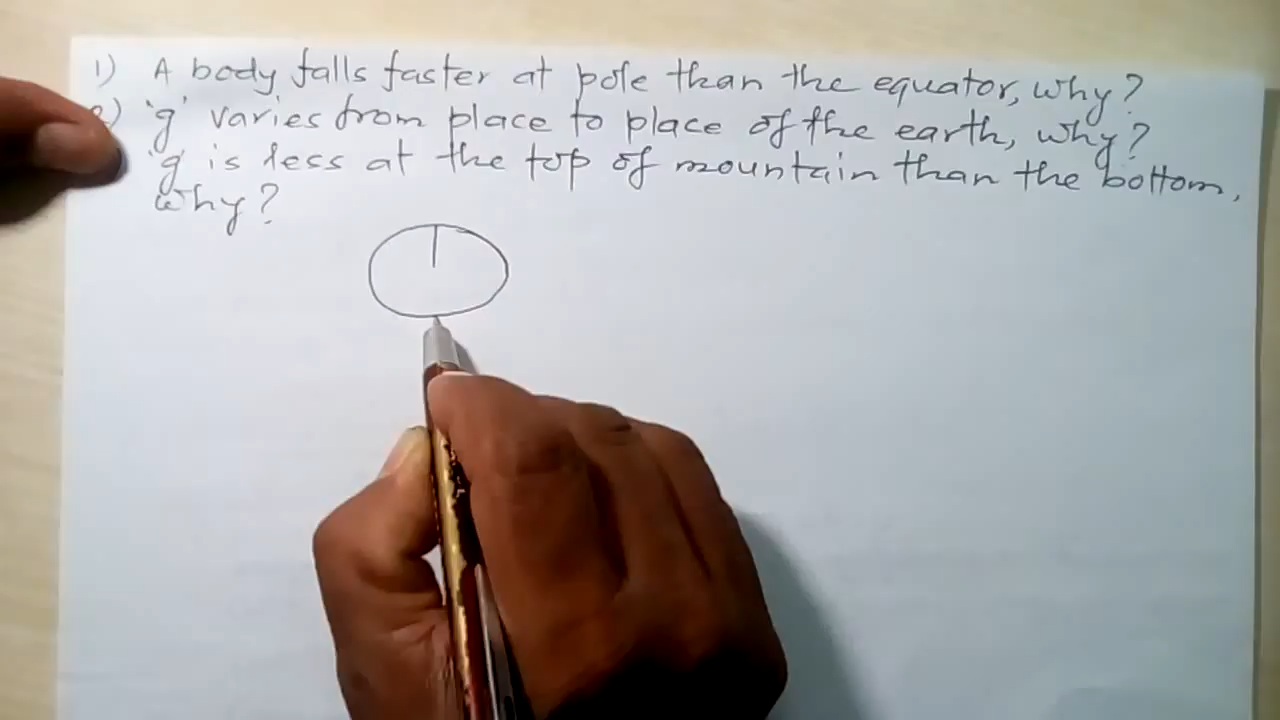 1) A body falls faster at pole than the equator, why?
2) 'g' varies from place to place of the earth, why?
'g' is less at the top of mountain than the bottom,
why?